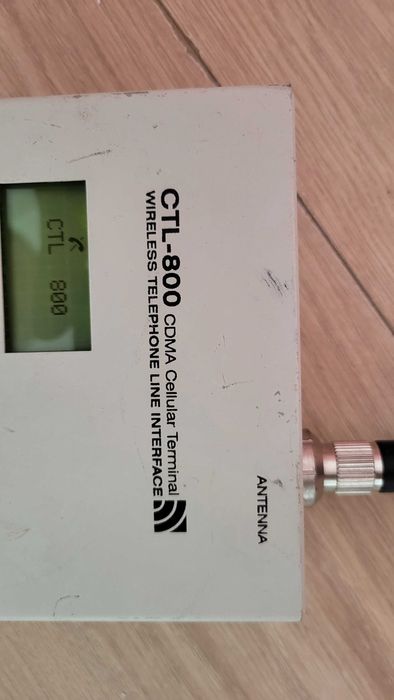 CTL-800 CDMA Cellular Terminal
WIRELESS TELEPHONE LINE INTERFACE
CTL 800
ANTENNA